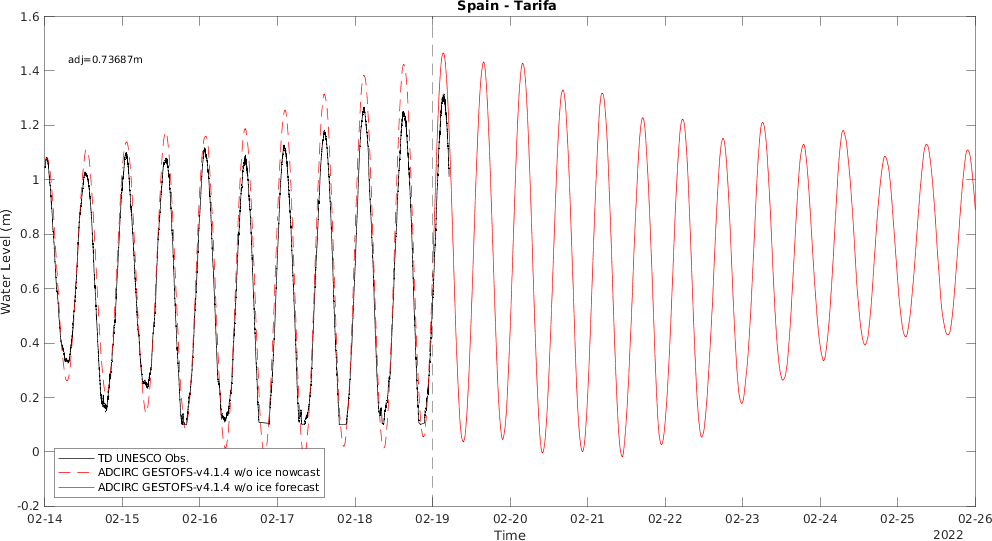 Spain - Tarifa
adj=0.73687m
1.6
1.4
1.2
1
0.8
0.6
0.4
0.2
0
-0.2
Water Level (m)
TD UNESCO Obs.
ADCIRC GESTOFS-v4.1.4 w/o ice nowcast
ADCIRC GESTOFS-v4.1.4 w/o ice forecast
02-14 02-15 02-16 02-17 02-18 02-19 02-20 02-21 02-22 02-23 02-24 02-25 02-26
Time
2022